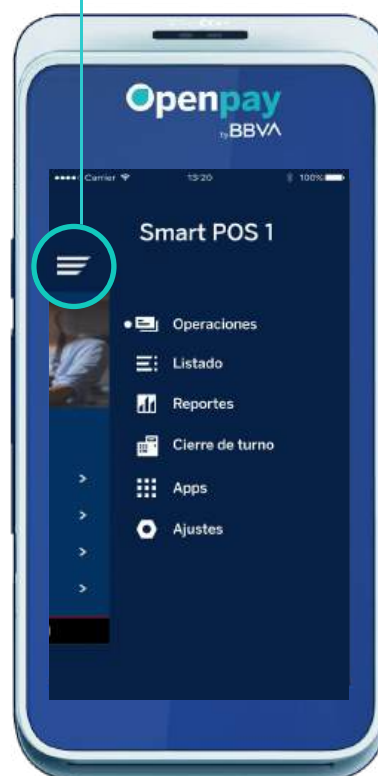 Openpay
by BBVA
Carrier 13:20 100%
Smart POS 1
Operaciones
Listado
Reportes
Cierre de turno
Apps
Ajustes